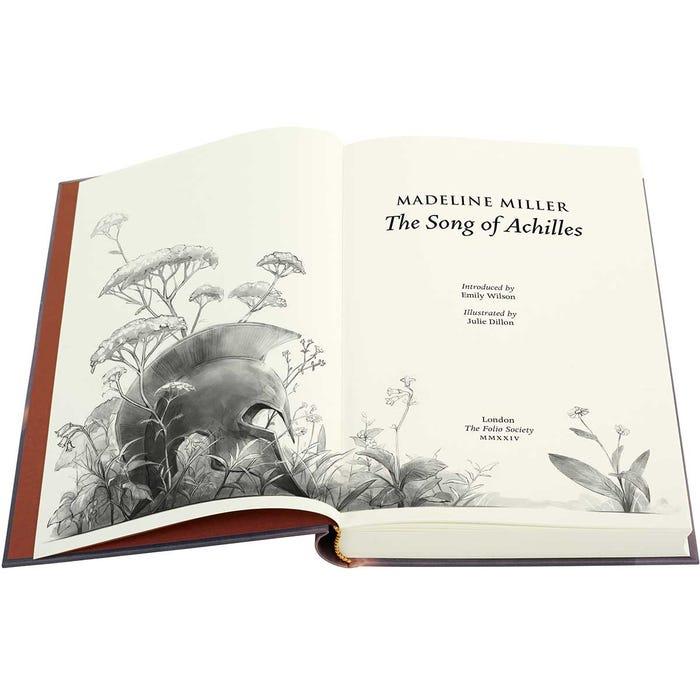 MADELINE MILLER
The Song of Achilles
Introduced by
Emily Wilson
Illustrated by
Julie Dillon
London
The Folio Society
MMXXIV